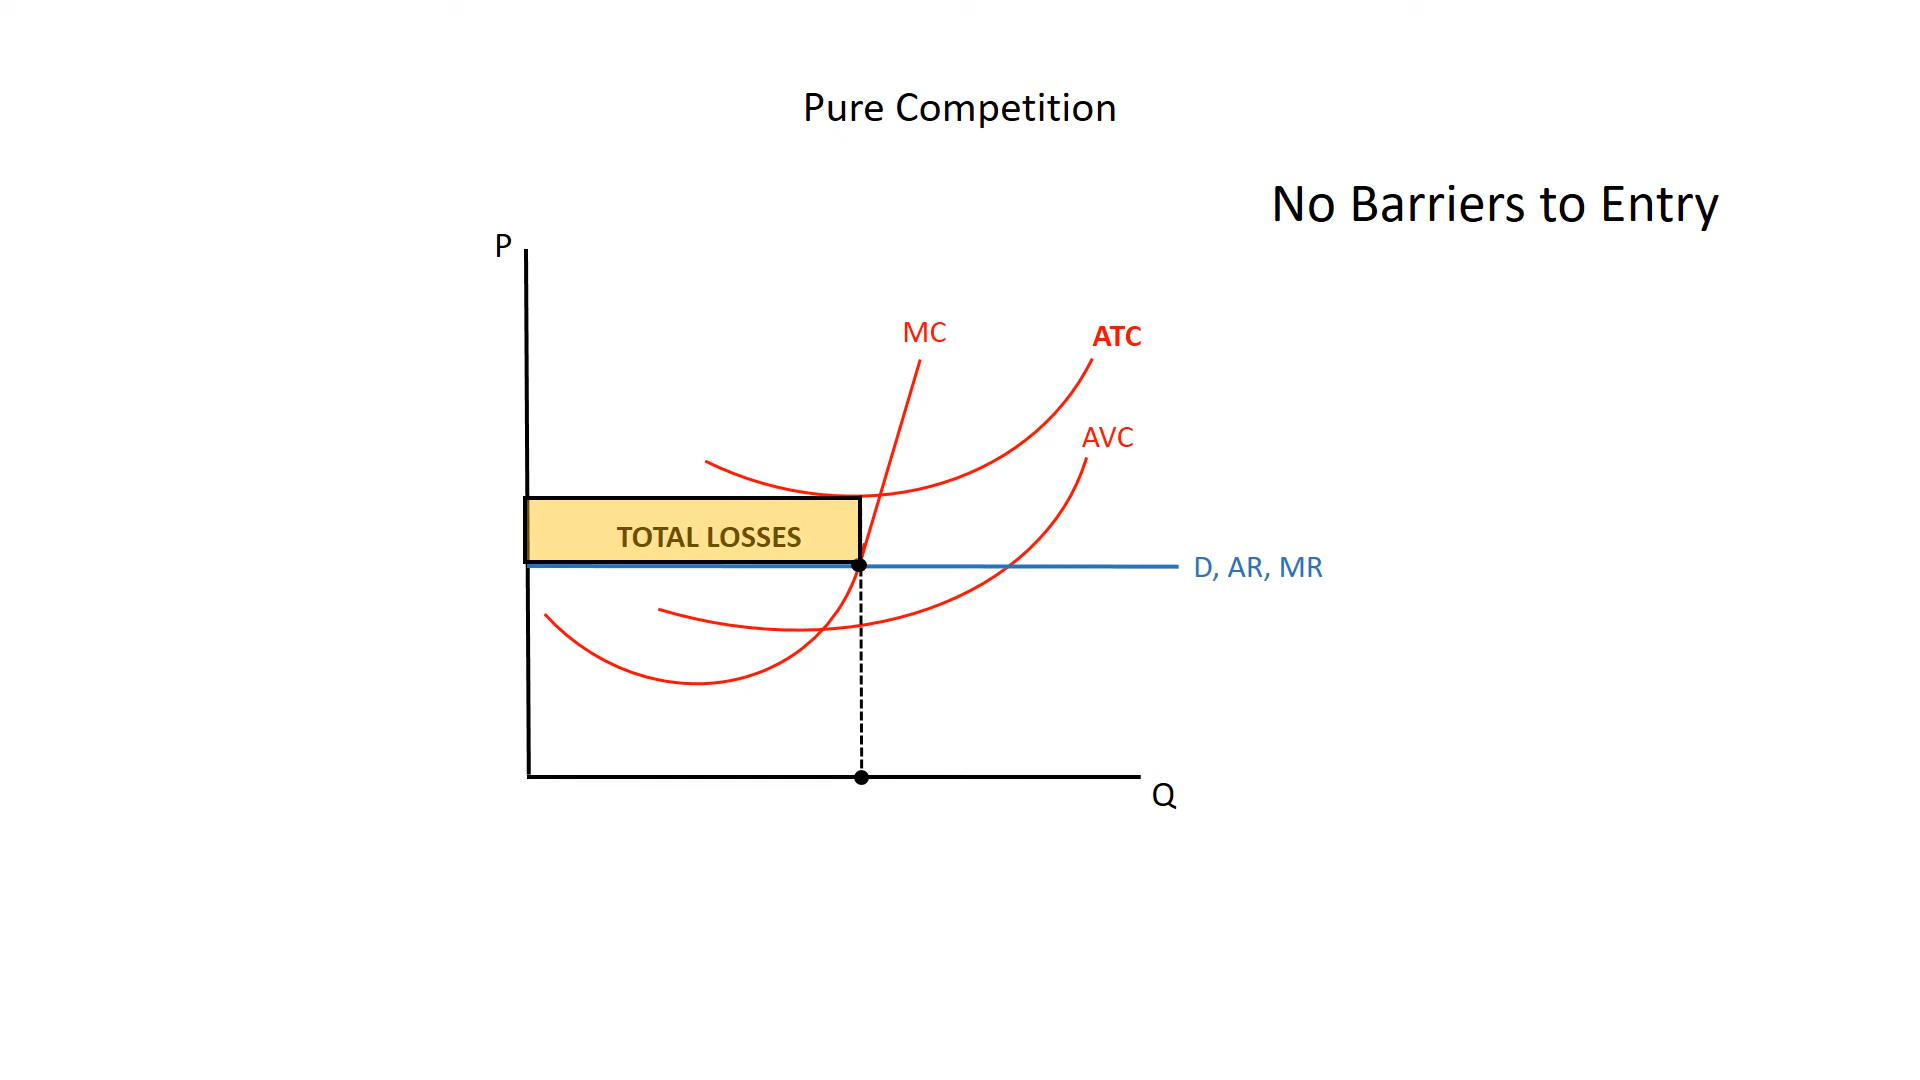 Pure Competition
No Barriers to Entry
P
MC
ATC
AVC
TOTAL LOSSES
D, AR, MR
Q